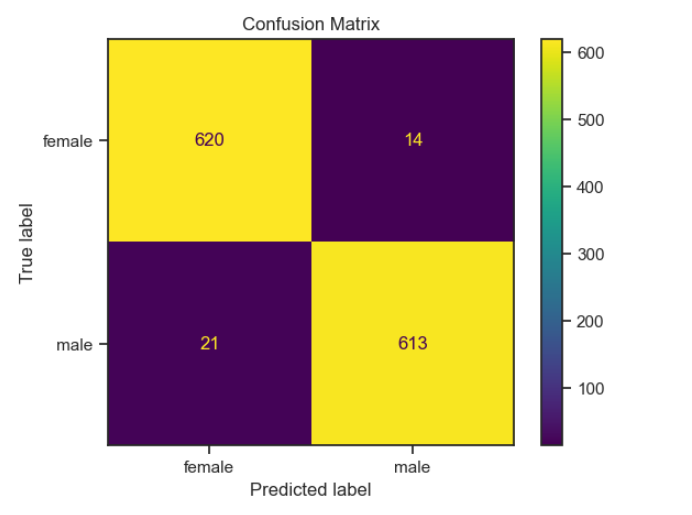 Confusion Matrix
True label
female
620
14
male
21
613
female
male
Predicted label
600
500
400
300
200
100